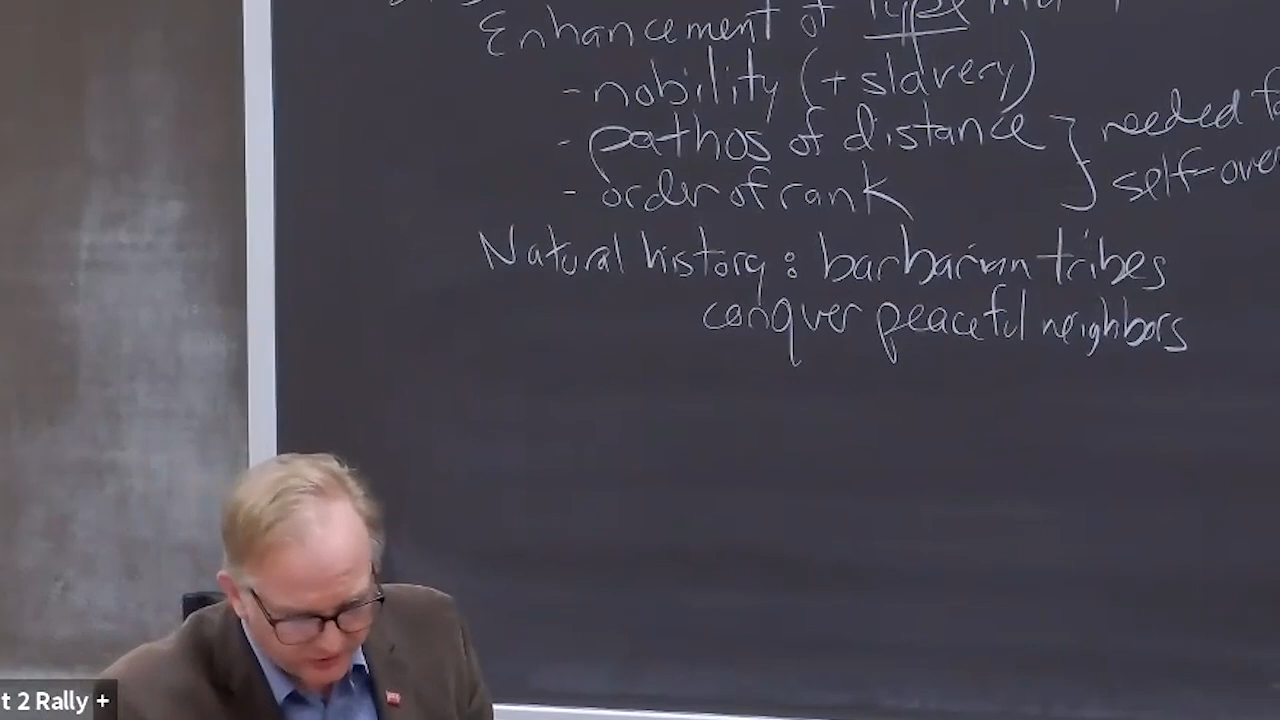 Enhancement of type
- nobility (+ slavery)
- pathos of distance } needed
- order of rank self-over
Natural history: barbarian tribes
conquer peaceful neighbors
t 2 Rally +